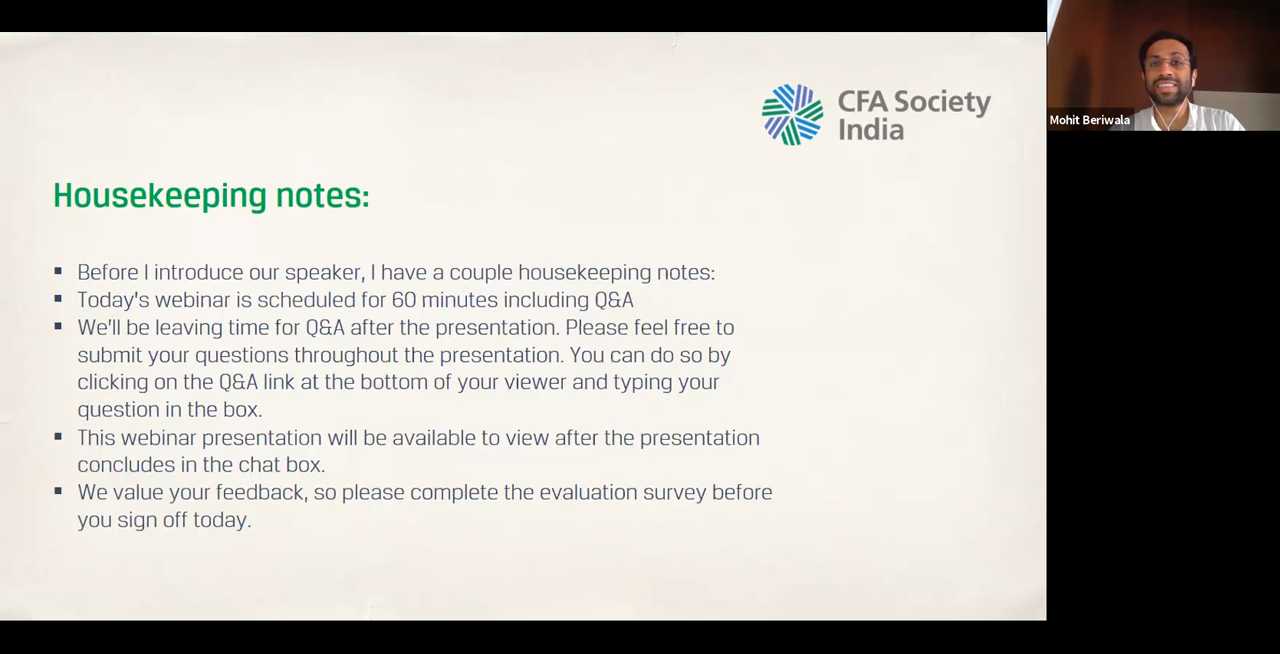 CFA Society
India
Mohit Beriwala
Housekeeping notes:
▪ Before I introduce our speaker, I have a couple housekeeping notes:
▪ Today's webinar is scheduled for 60 minutes including Q&A
▪ We'll be leaving time for Q&A after the presentation. Please feel free to
submit your questions throughout the presentation. You can do so by
clicking on the Q&A link at the bottom of your viewer and typing your
question in the box.
▪ This webinar presentation will be available to view after the presentation
concludes in the chat box.
▪ We value your feedback, so please complete the evaluation survey before
you sign off today.